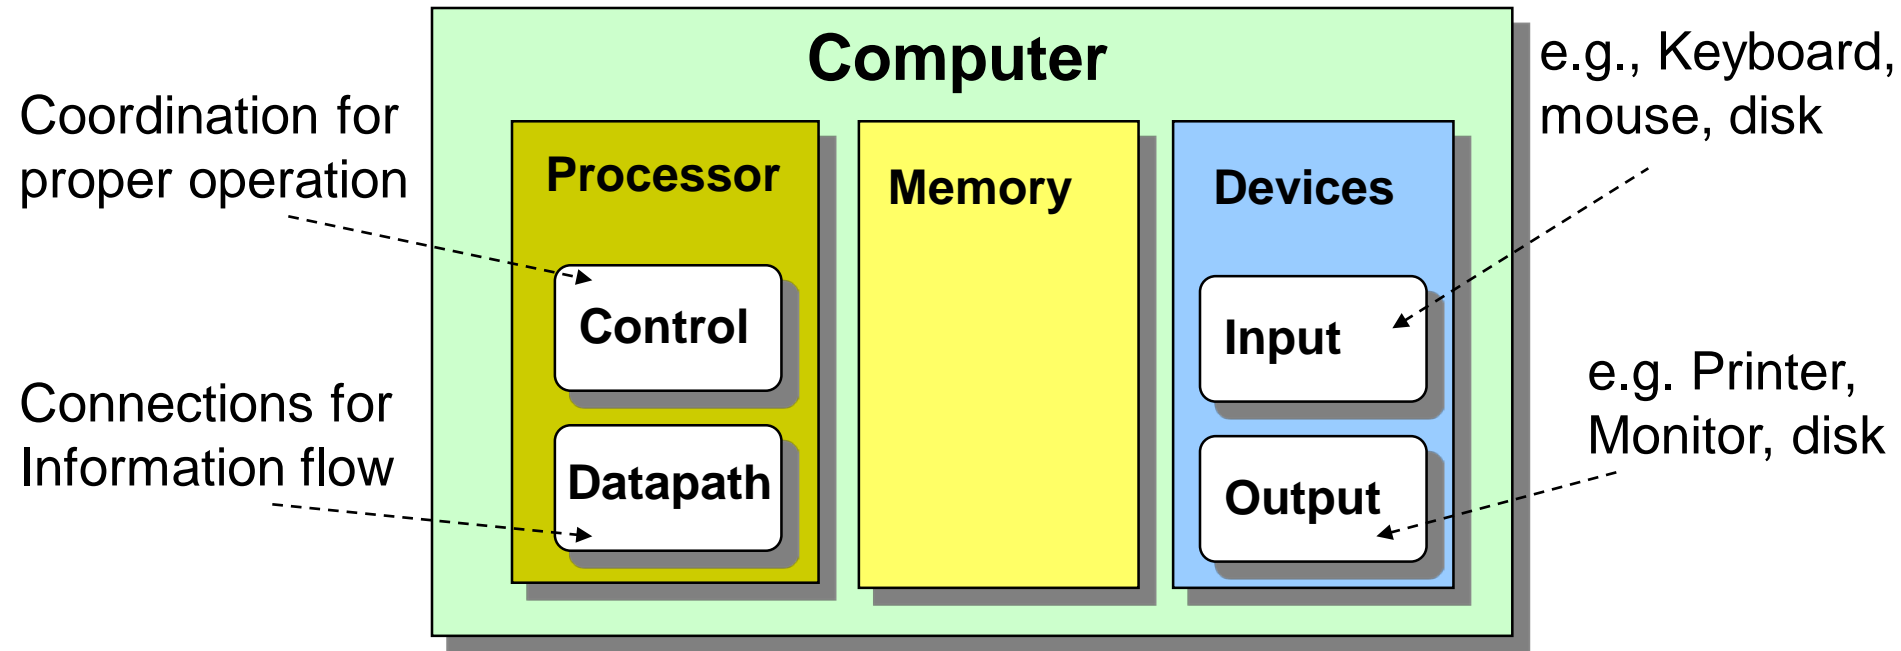 Computer
Coordination for
proper operation
Connections for
Information flow
Processor
Control
Datapath
Memory
Devices
Input
Output
e.g., Keyboard,
mouse, disk
e.g. Printer,
Monitor, disk